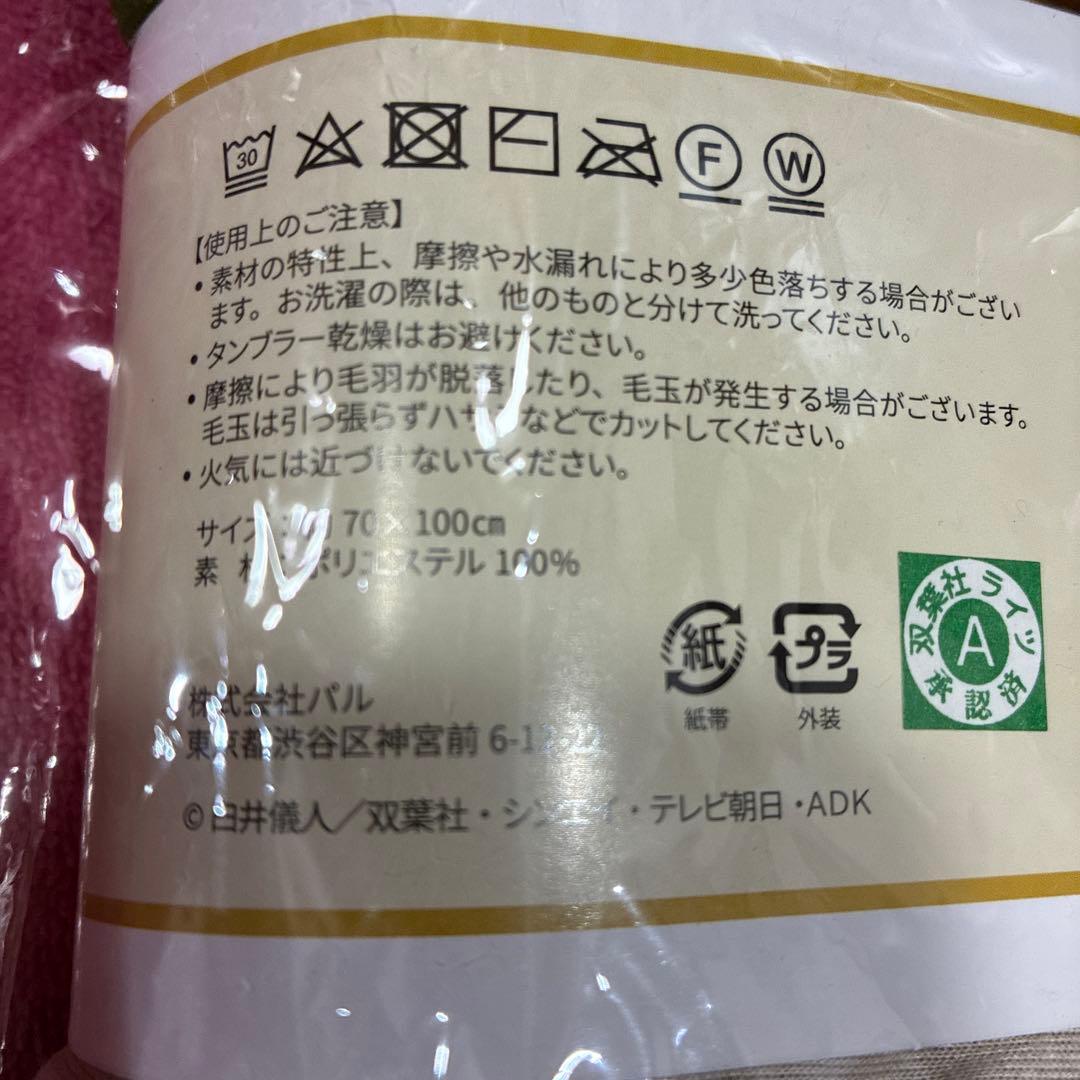 30
F W
【使用上のご注意】
・素材の特性上、摩擦や水漏れにより多少色落ちする場合がござい
ます。お洗濯の際は、他のものと分けて洗ってください。
・タンブラー乾燥はお避けください。
・摩擦により毛羽が脱落したり、毛玉が発生する場合がございます。
毛玉は引っ張らずハサ などでカットしてください。
・火気には近づけないでください。
サイズ 70×100㎝
素 ポリエステル 100%
株式会社パル
東京都渋谷区神宮前 6-
© 臼井儀人／双葉社・シ ・テレビ朝日・ADK
紙
紙帯
プラ
外装
双葉社ライツ
A
承認済